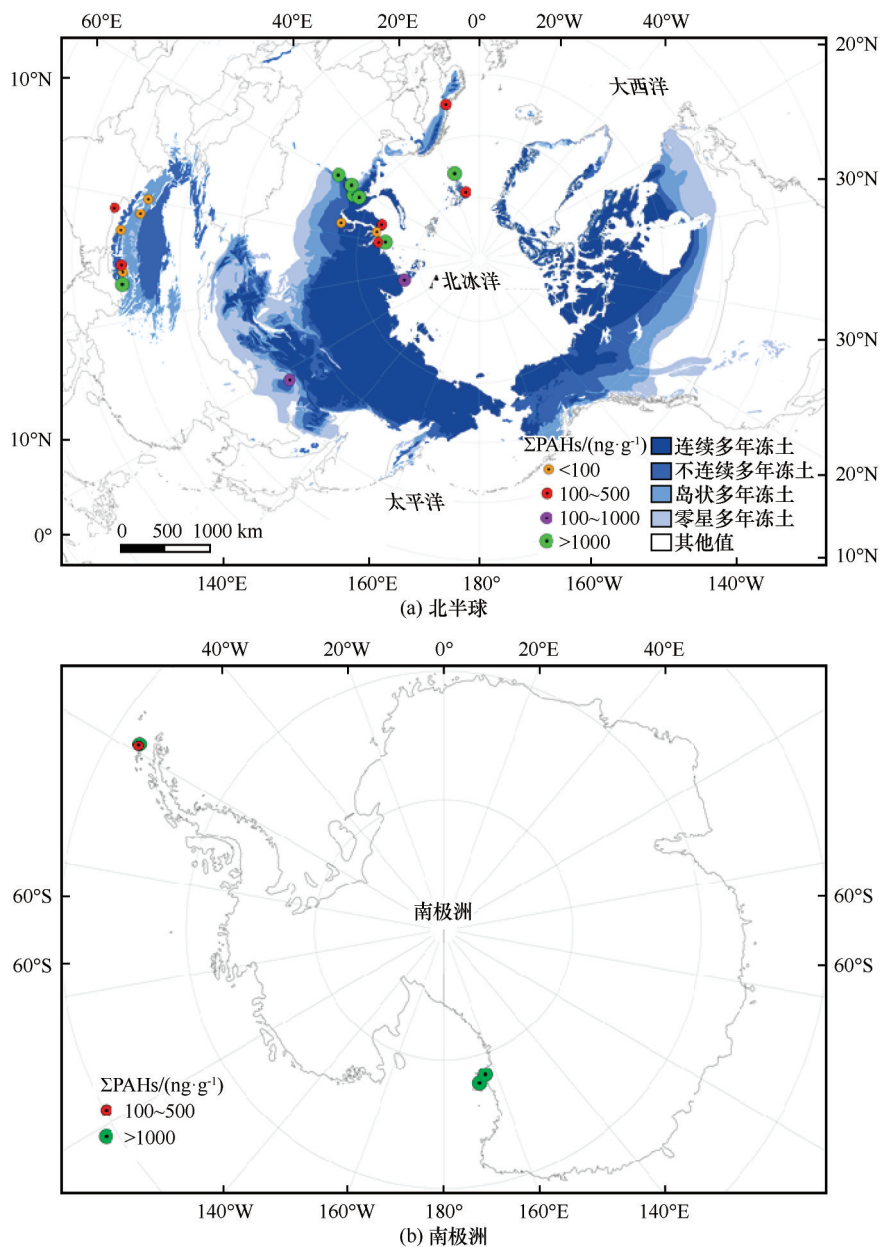 60°E 40°E 20°E 0° 20°W 40°W
20°N
10°N
大西洋
30°N
北冰洋
30°N
10°N
ΣPAHs/(ng·g⁻¹)
连续多年冻土
<100
不连续多年冻土
20°N
100~500
岛状多年冻土
太平洋
100~1000
零星多年冻土
0°
0 500 1000 km
>1000
其他值
10°N
140°E 160°E 180° 160°W 140°W
(a) 北半球
40°W 20°W 0° 20°E 40°E
南极洲
60°S 60°S
60°S 60°S
ΣPAHs/(ng·g⁻¹)
100~500
>1000
140°W 160°W 180° 160°E 140°E
(b) 南极洲